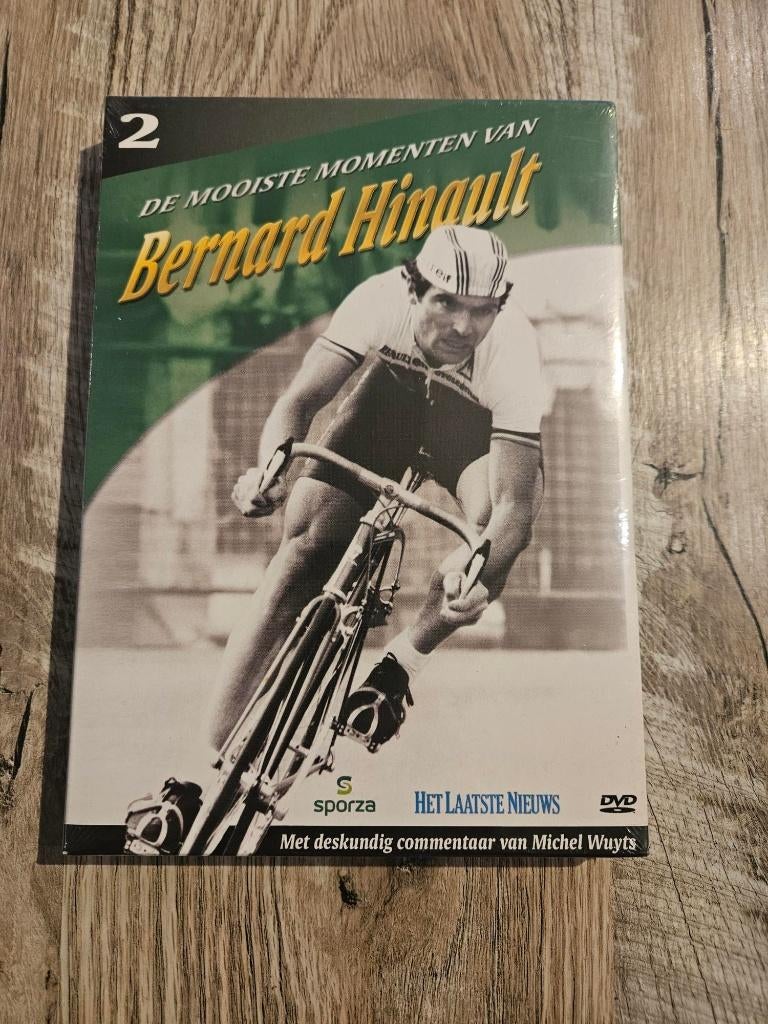 2
DE MOOISTE MOMENTEN VAN
Bernard Hinault
sporza
HET LAATSTE NIEUWS
DVD
Met deskundig commentaar van Michel Wuyts